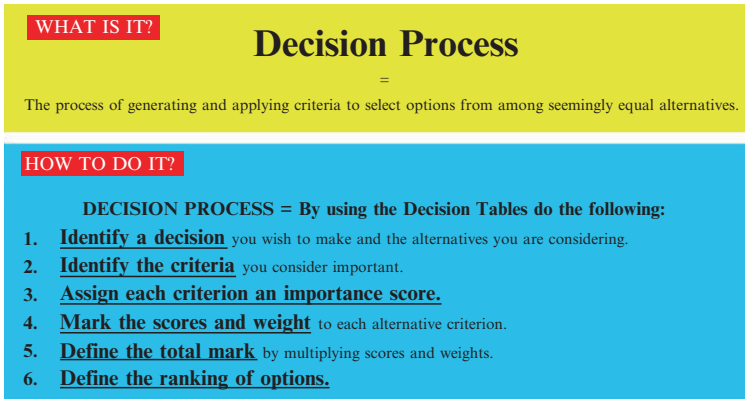 WHAT IS IT?
Decision Process
=
The process of generating and applying criteria to select options from among seemingly equal alternatives.
HOW TO DO IT?
DECISION PROCESS = By using the Decision Tables do the following:
1. Identify a decision you wish to make and the alternatives you are considering.
2. Identify the criteria you consider important.
3. Assign each criterion an importance score.
4. Mark the scores and weight to each alternative criterion.
5. Define the total mark by multiplying scores and weights.
6. Define the ranking of options.